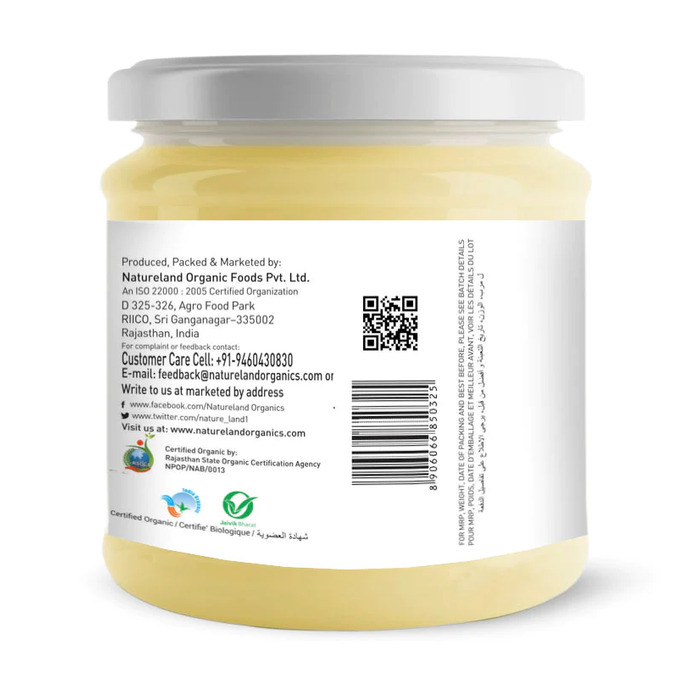 Produced, Packed & Marketed by:
Natureland Organic Foods Pvt. Ltd.
An ISO 22000 : 2005 Certified Organization
D 325-326, Agro Food Park
RIICO, Sri Ganganagar–335002
Rajasthan, India
For complaint or feedback contact:
Customer Care Cell: +91-9460430830
E-mail: feedback@naturelandorganics.com or
Write to us at marketed by address
www.facebook.com/Natureland Organics
www.twitter.com/nature_land1
Visit us at: www.naturelandorganics.com
Certified Organic by:
Rajasthan State Organic Certification Agency
NPOP/NAB/0013
Jaivik Bharat
Certified Organic / Certifie' Biologique / شهادة العضوية
8 906066 850325
FOR MRP, WEIGHT, DATE OF PACKING AND BEST BEFORE, PLEASE SEE BATCH DETAILS
POUR MRP, POIDS, DATE D'EMBALLAGE ET MEILLEUR AVANT, VOIR LES DÉTAILS DU LOT